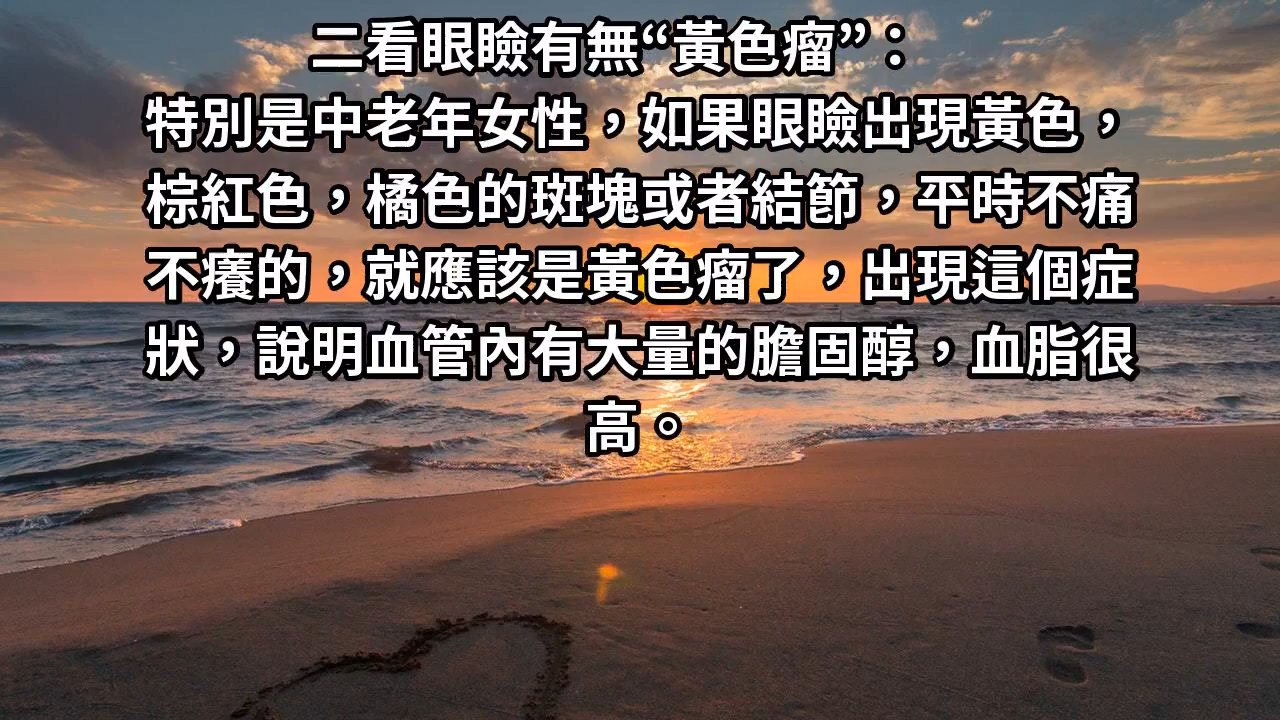 二看眼瞼有無“黃色瘤”：
特別是中老年女性，如果眼瞼出現黃色，
棕紅色，橘色的斑塊或者結節，平時不痛
不癢的，就應該是黃色瘤了，出現這個症
狀，說明血管內有大量的膽固醇，血脂很
高。